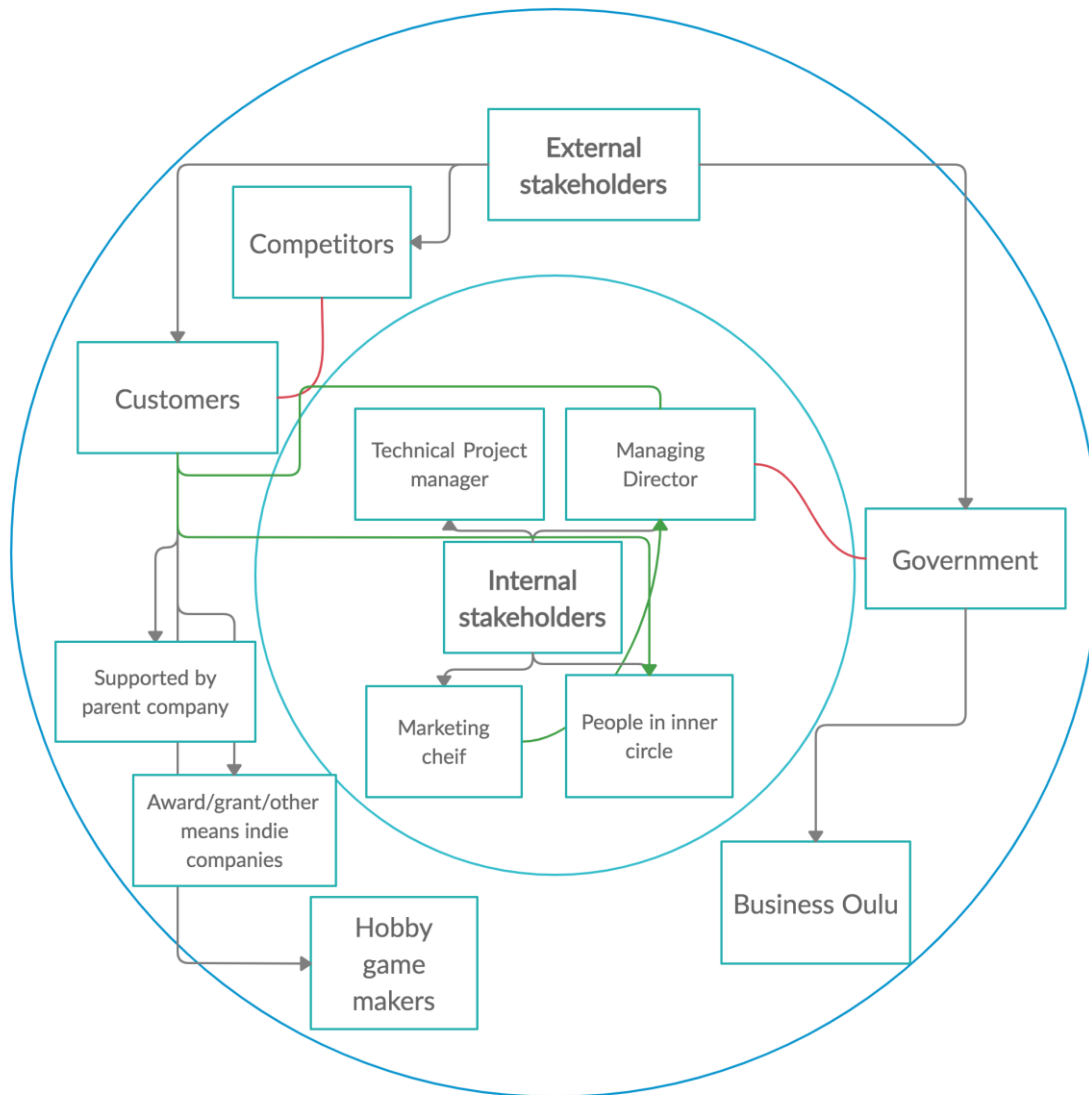 External
stakeholders
Competitors
Customers
Technical Project
manager
Managing
Director
Government
Internal
stakeholders
Supported by
parent company
Marketing
cheif
People in inner
circle
Award/grant/other
means indie
companies
Business Oulu
Hobby
game
makers